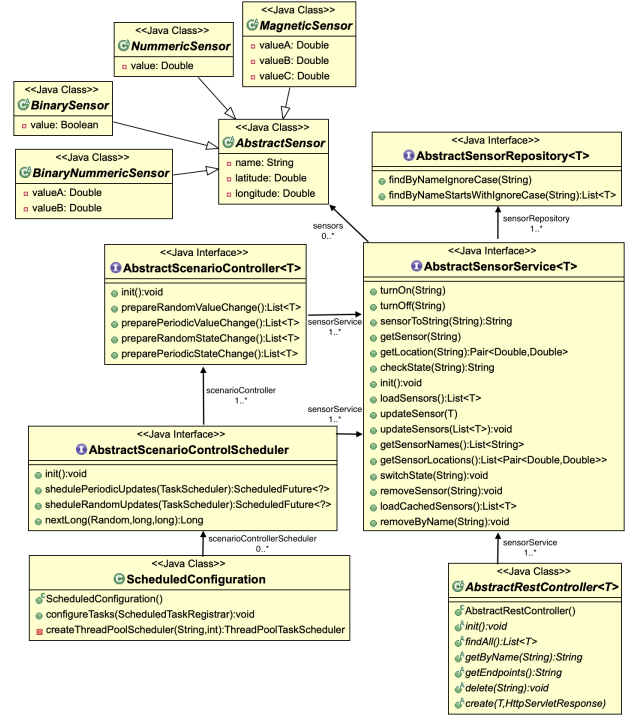 <<Java Class>>
MagneticSensor
valueA: Double
valueB: Double
valueC: Double
<<Java Class>>
NummericSensor
value: Double
<<Java Class>>
BinarySensor
value: Boolean
<<Java Class>>
BinaryNummericSensor
valueA: Double
valueB: Double
<<Java Class>>
AbstractSensor
name: String
latitude: Double
longitude: Double
<<Java Interface>>
AbstractSensorRepository<T>
findByNameIgnoreCase(String)
findByNameStartsWithIgnoreCase(String):List<T>
sensors
0..*
sensorRepository
1..*
<<Java Interface>>
AbstractScenarioController<T>
init():void
prepareRandomValueChange():List<T>
preparePeriodicValueChange():List<T>
prepareRandomStateChange():List<T>
preparePeriodicStateChange():List<T>
sensorService
1..*
<<Java Interface>>
AbstractSensorService<T>
turnOn(String)
turnOff(String)
sensorToString(String):String
getSensor(String)
getLocation(String):Pair<Double,Double>
checkState(String):String
init():void
loadSensors():List<T>
updateSensor(T)
updateSensors(List<T>):void
getSensorNames():List<String>
getSensorLocations():List<Pair<Double,Double>>
switchState(String):void
removeSensor(String):void
loadCachedSensors():List<T>
removeByName(String):void
scenarioController
1..*
sensorService
1..*
<<Java Interface>>
AbstractScenarioControlScheduler
init():void
shedulePeriodicUpdates(TaskScheduler):ScheduledFuture<?>
sheduleRandomUpdates(TaskScheduler):ScheduledFuture<?>
nextLong(Random,long,long):Long
scenarioControllerScheduler
0..*
<<Java Class>>
ScheduledConfiguration
ScheduledConfiguration()
configureTasks(ScheduledTaskRegistrar):void
createThreadPoolScheduler(String,int):ThreadPoolTaskScheduler
sensorService
1..*
<<Java Class>>
AbstractRestController<T>
AbstractRestController()
init():void
findAll():List<T>
getByName(String):String
getEndpoints():String
delete(String):void
create(T,HttpServletResponse)